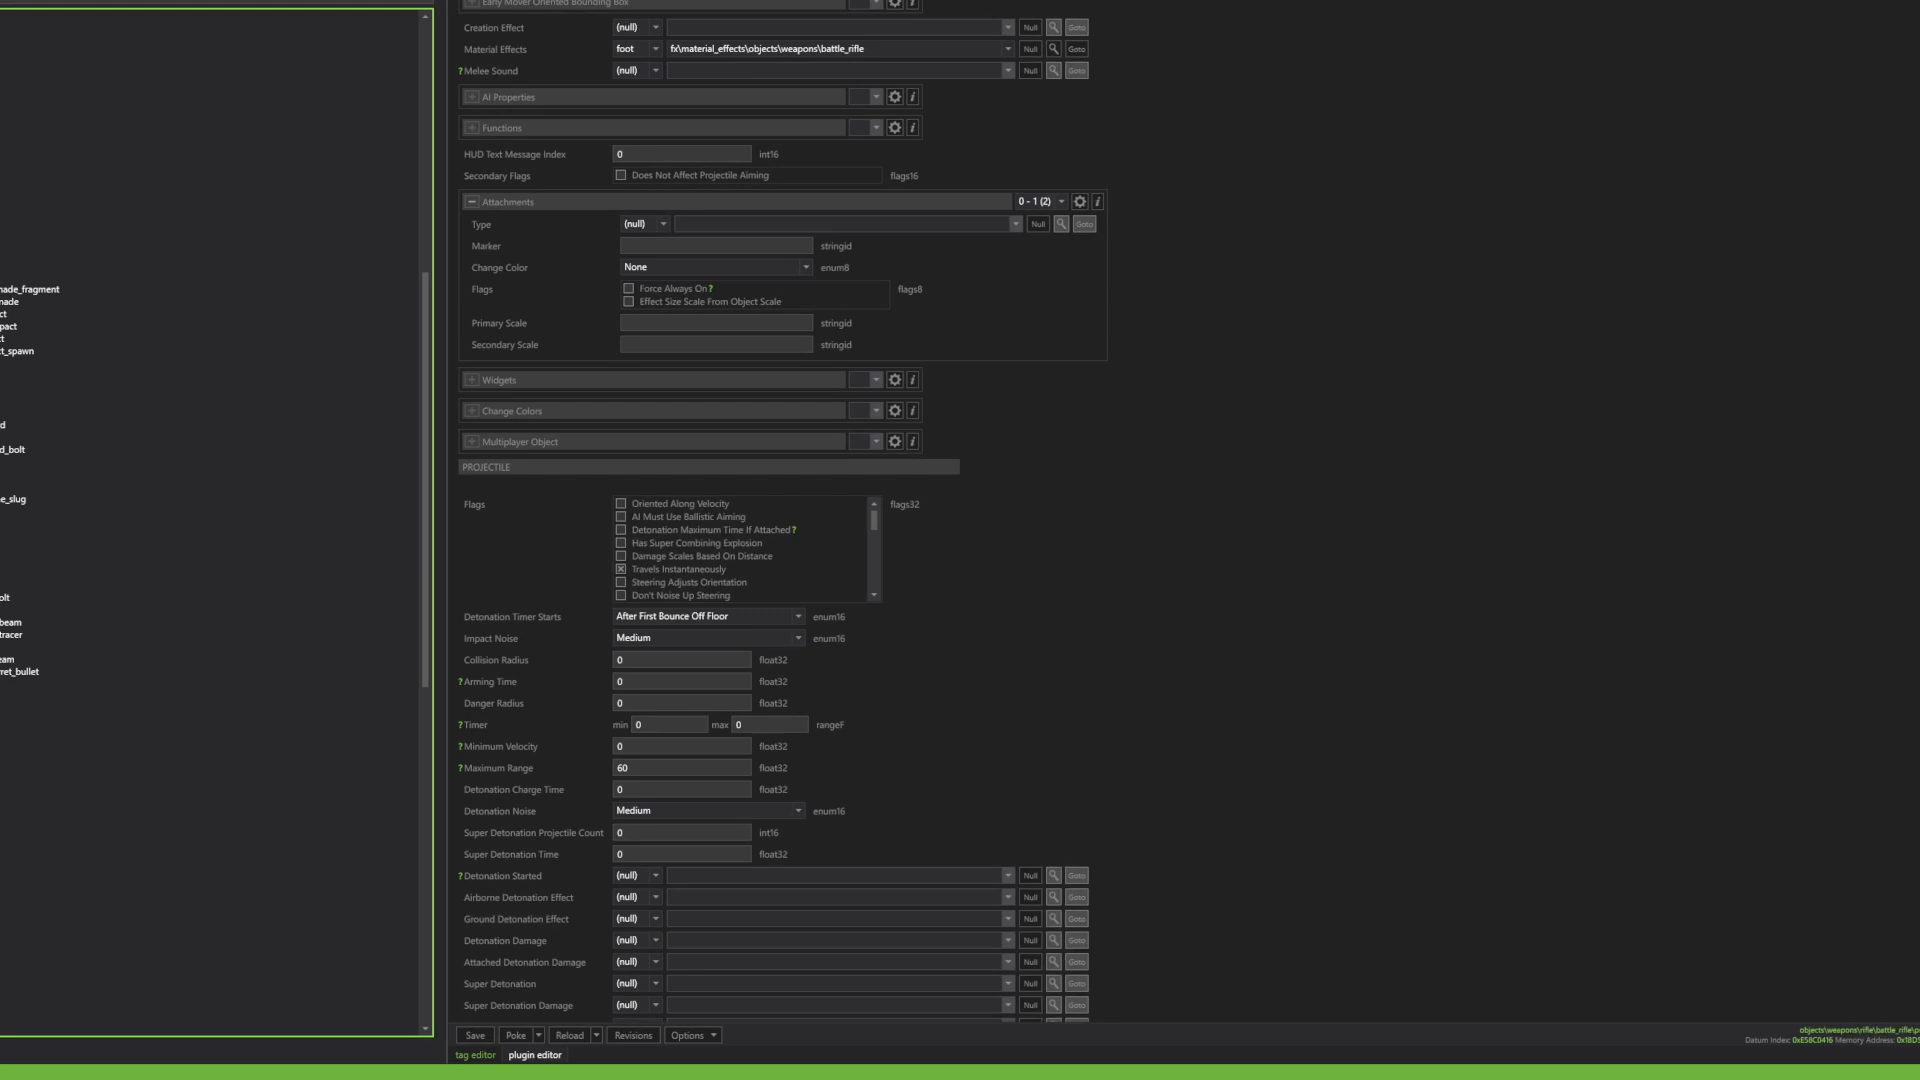 Early Mover Oriented Bounding Box
Creation Effect (null) Null Goto
Material Effects foot fx\material_effects\objects\weapons\battle_rifle Null Goto
? Melee Sound (null) Null Goto
+ AI Properties i
+ Functions i
HUD Text Message Index 0 int16
Secondary Flags Does Not Affect Projectile Aiming flags16
Attachments 0 - 1 (2) i
Type (null) Null Goto
Marker stringid
Change Color None enum8
Flags Force Always On ? flags8
Effect Size Scale From Object Scale
Primary Scale stringid
Secondary Scale stringid
+ Widgets i
+ Change Colors i
+ Multiplayer Object i
PROJECTILE
Flags Oriented Along Velocity flags32
AI Must Use Ballistic Aiming
Detonation Maximum Time If Attached ?
Has Super Combining Explosion
Damage Scales Based On Distance
Travels Instantaneously
Steering Adjusts Orientation
Don't Noise Up Steering
Detonation Timer Starts After First Bounce Off Floor enum16
Impact Noise Medium enum16
Collision Radius 0 float32
? Arming Time 0 float32
Danger Radius 0 float32
? Timer min 0 max 0 rangeF
? Minimum Velocity 0 float32
? Maximum Range 60 float32
Detonation Charge Time 0 float32
Detonation Noise Medium enum16
Super Detonation Projectile Count 0 int16
Super Detonation Time 0 float32
? Detonation Started (null) Null Goto
Airborne Detonation Effect (null) Null Goto
Ground Detonation Effect (null) Null Goto
Detonation Damage (null) Null Goto
Attached Detonation Damage (null) Null Goto
Super Detonation (null) Null Goto
Super Detonation Damage (null) Null Goto
Save Poke Reload Revisions Options
tag editor plugin editor
objects\weapons\rifle\battle_rifle\p
Datum Index: 0xE58C0416 Memory Address: 0x1BD5
nade_fragment
nade
ct
pact
t
t_spawn
d
d_bolt
e_slug
olt
beam
tracer
eam
ret_bullet